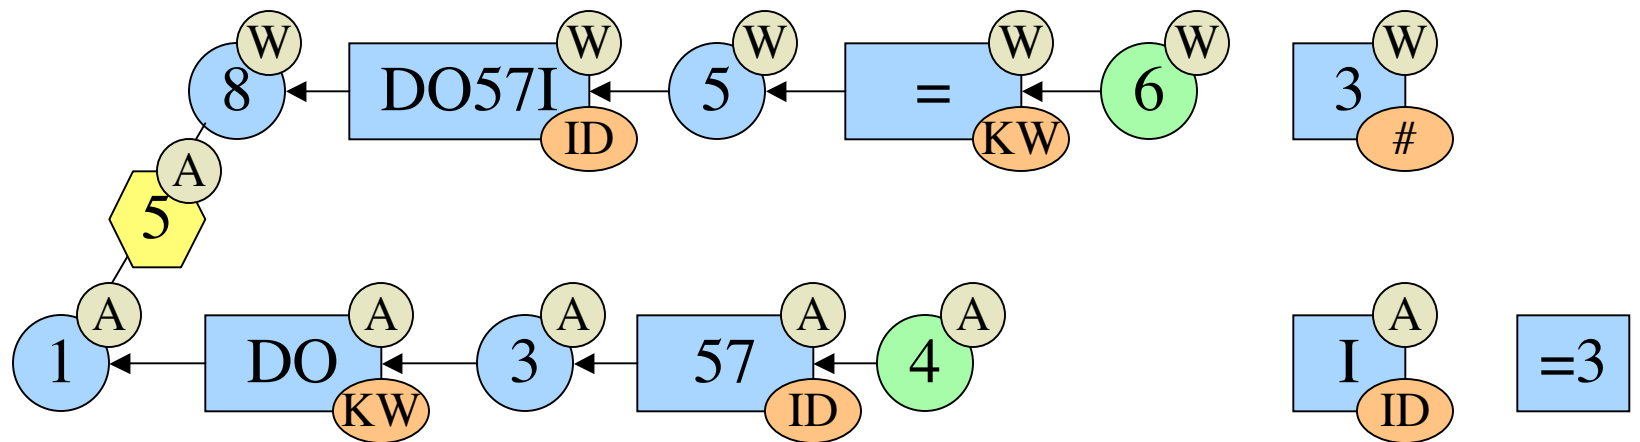 W W W W W W
8 DO57I 5 = 6 3
ID KW #
A
5
A A A A A A
1 DO 3 57 4 I =3
KW ID ID